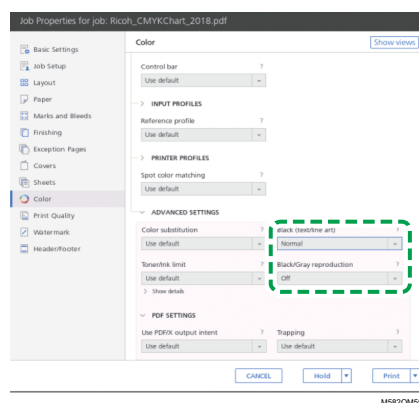 Job Properties for job: Ricoh_CMYKChart_2018.pdf
Basic Settings
Job Setup
Layout
Paper
Marks and Bleeds
Finishing
Exception Pages
Covers
Sheets
Color
Print Quality
Watermark
Header/Footer
Color
Show views
Control bar ?
Use default
INPUT PROFILES
Reference profile ?
Use default
PRINTER PROFILES
Spot color matching ?
Use default
ADVANCED SETTINGS
Color substitution ? Black (text/line art) ?
Use default Normal
Toner/Ink limit ? Black/Gray reproduction ?
Use default Off
Show details
PDF SETTINGS
Use PDF/X output intent ? Trapping ?
Use default Use default
CANCEL Hold Print